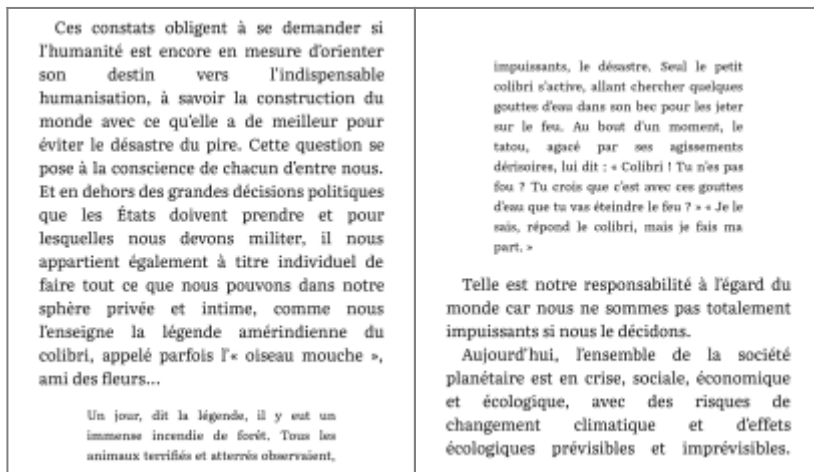 Ces constats obligent à se demander si
l'humanité est encore en mesure d'orienter
son destin vers l'indispensable
humanisation, à savoir la construction du
monde avec ce qu'elle a de meilleur pour
éviter le désastre du pire. Cette question se
pose à la conscience de chacun d'entre nous.
Et en dehors des grandes décisions politiques
que les États doivent prendre et pour
lesquelles nous devons militer, il nous
appartient également à titre individuel de
faire tout ce que nous pouvons dans notre
sphère privée et intime, comme nous
l'enseigne la légende amérindienne du
colibri, appelé parfois l'« oiseau mouche »,
ami des fleurs...
Un jour, dit la légende, il y eut un
immense incendie de forêt. Tous les
animaux terrifiés et atterrés observaient,
impuissants, le désastre. Seul le petit
colibri s'active, allant chercher quelques
gouttes d'eau dans son bec pour les jeter
sur le feu. Au bout d'un moment, le
tatou, agacé par ses agissements
dérisoires, lui dit : « Colibri ! Tu n'es pas
fou ? Tu crois que c'est avec ces gouttes
d'eau que tu vas éteindre le feu ? » « Je le
sais, répond le colibri, mais je fais ma
part. »
Telle est notre responsabilité à l'égard du
monde car nous ne sommes pas totalement
impuissants si nous le décidons.
Aujourd'hui, l'ensemble de la société
planétaire est en crise, sociale, économique
et écologique, avec des risques de
changement climatique et d'effets
écologiques prévisibles et imprévisibles.